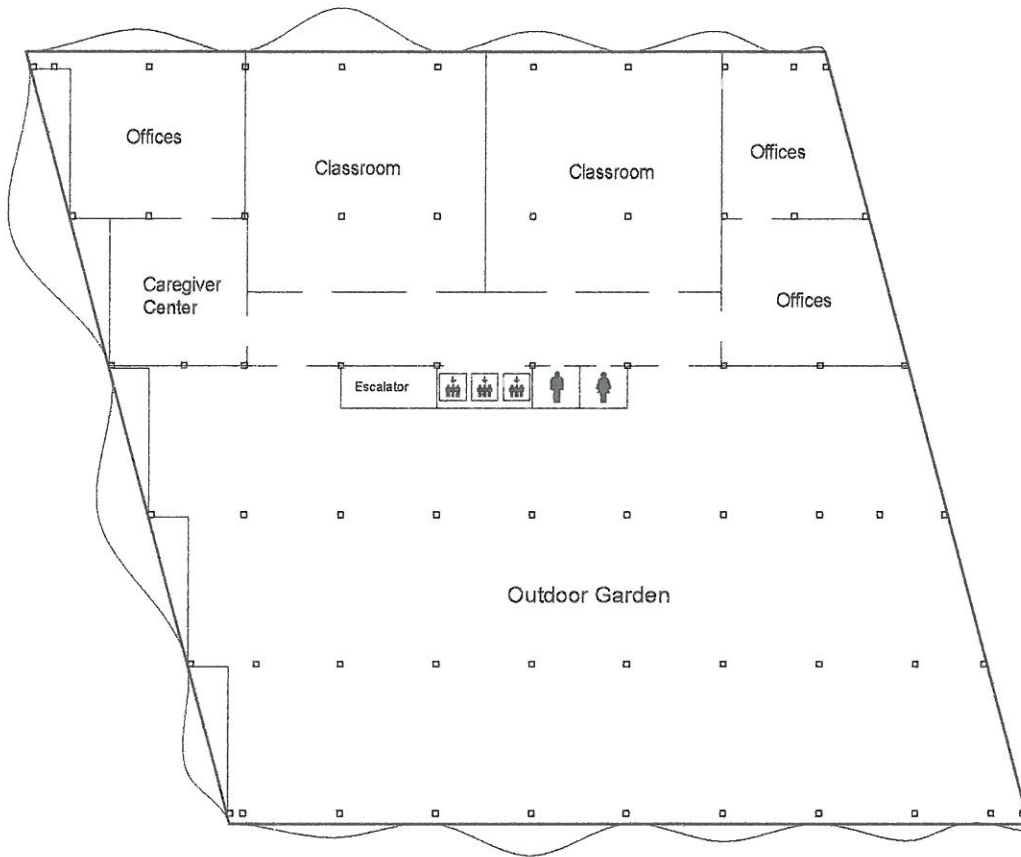 Offices
Classroom
Classroom
Offices
Caregiver
Center
Offices
Escalator
Outdoor Garden